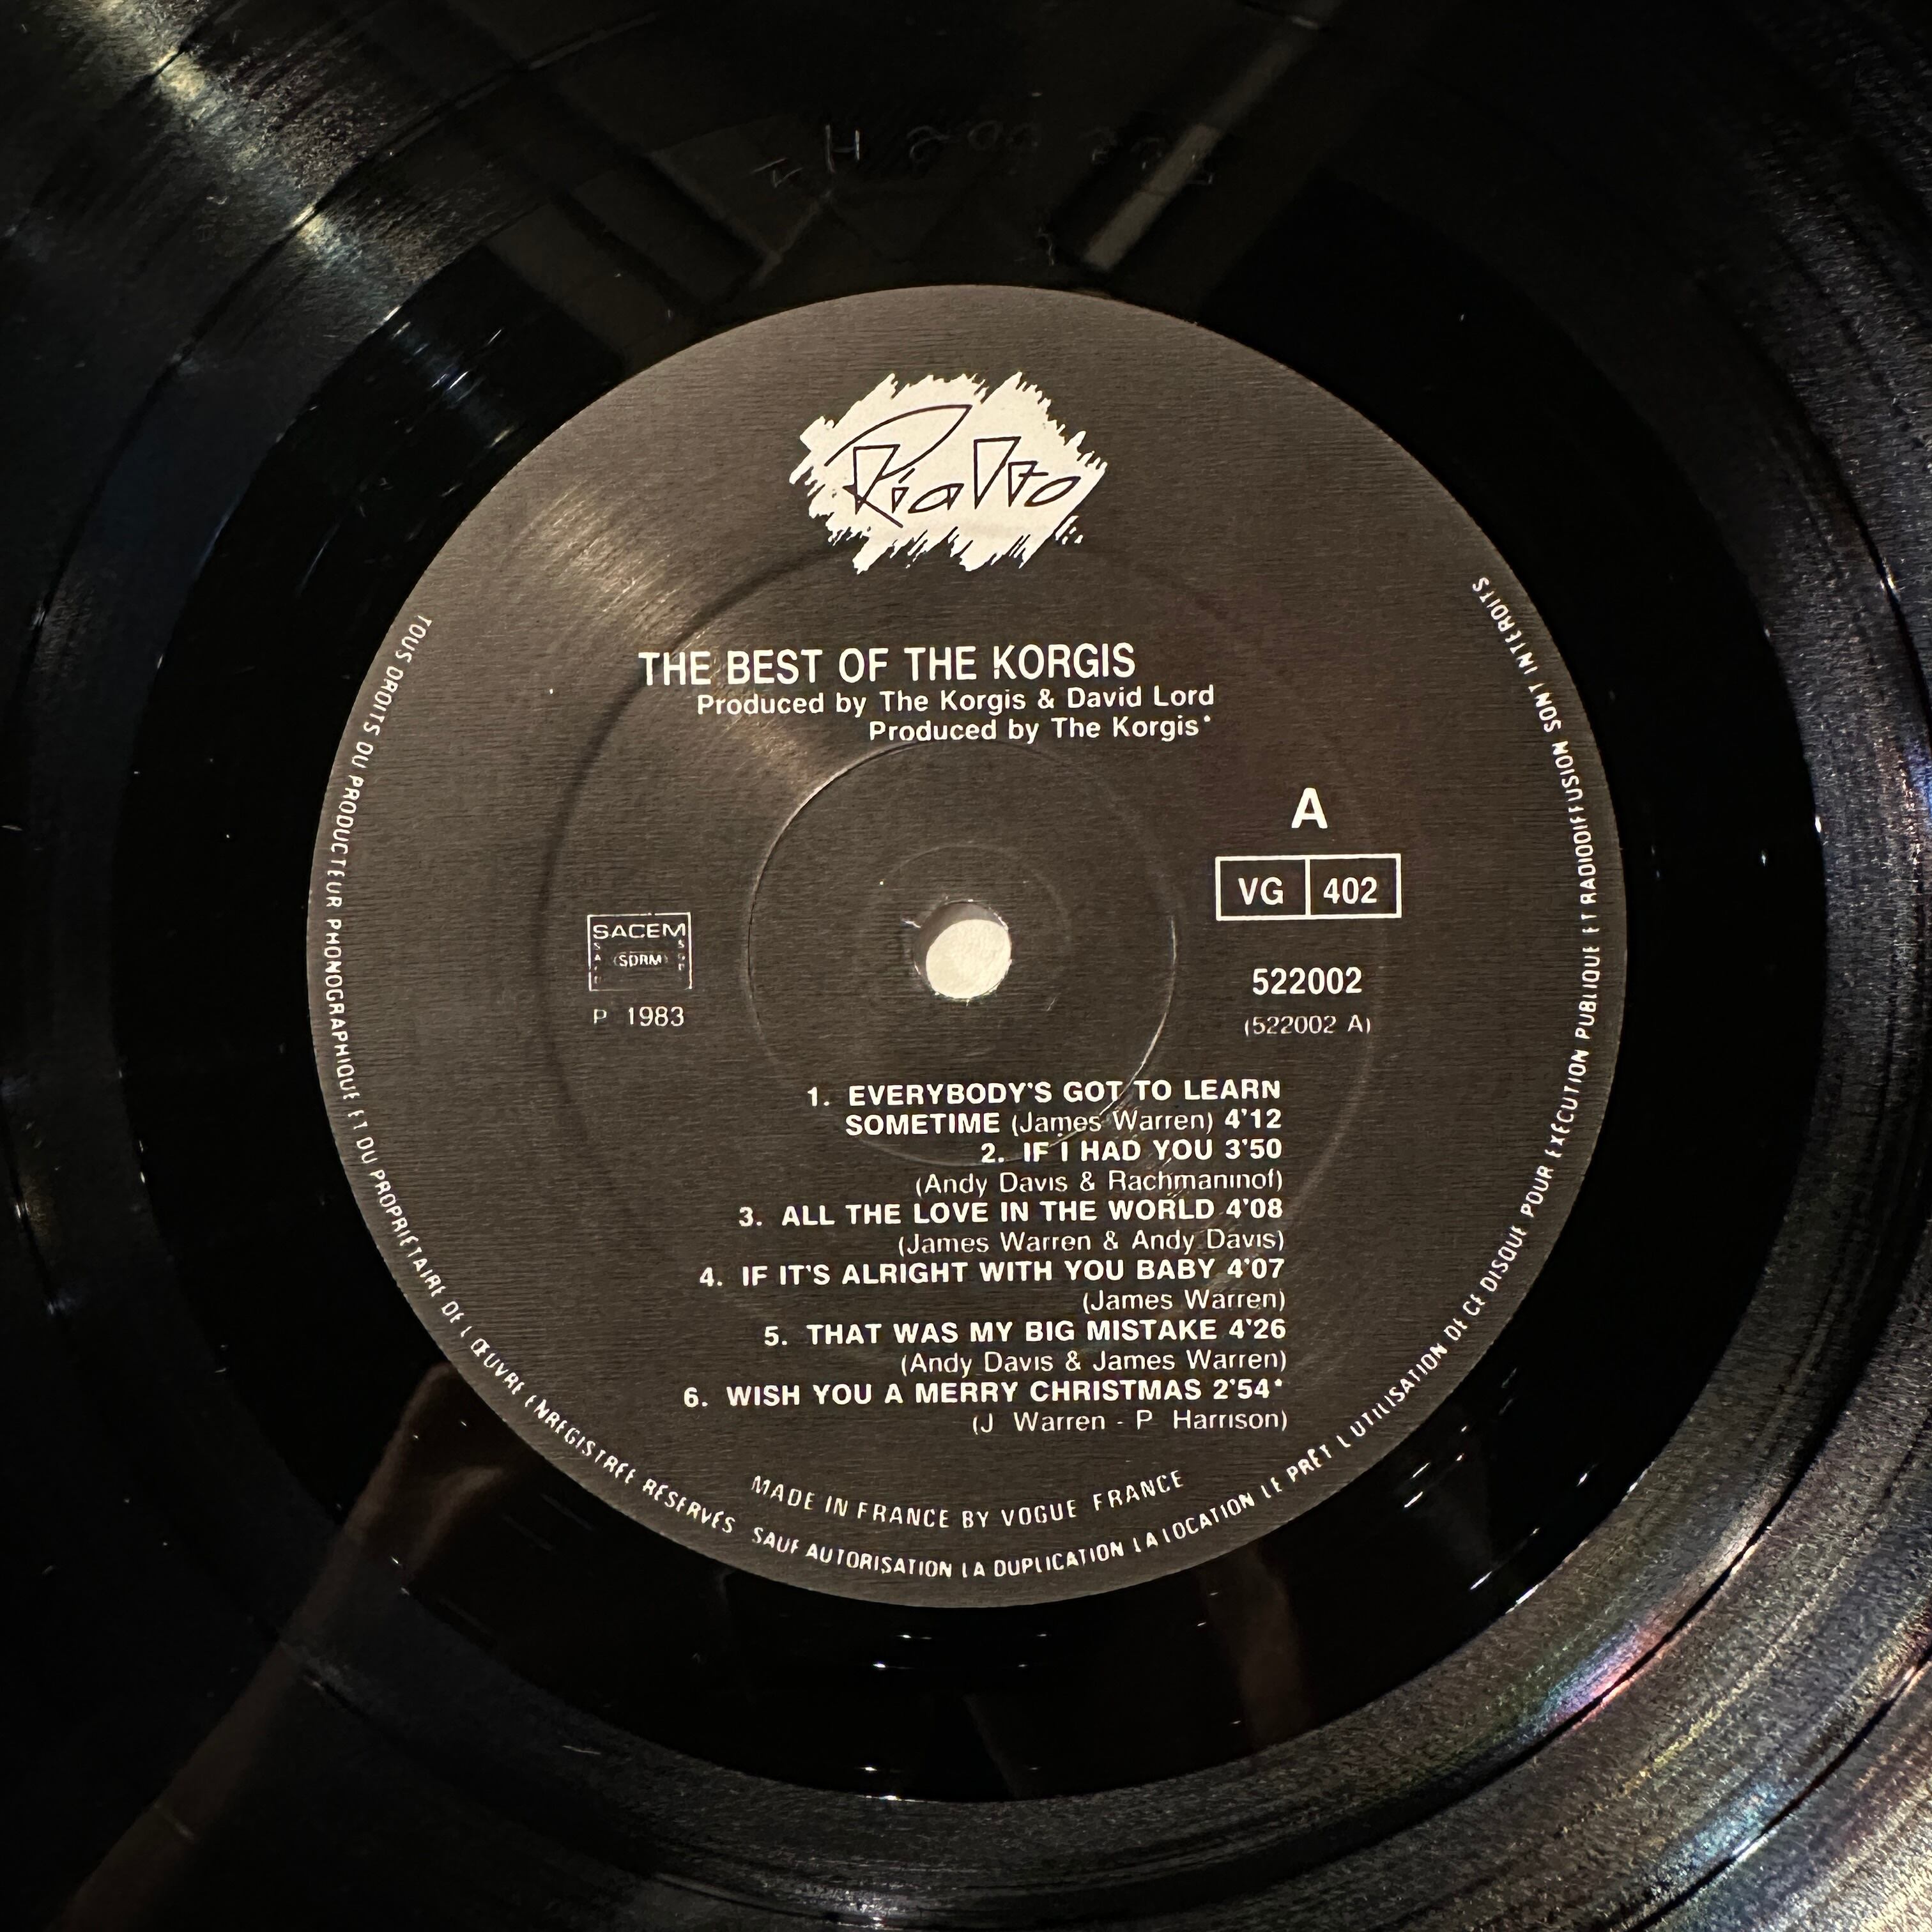 Rialto
THE BEST OF THE KORGIS
Produced by The Korgis & David Lord
Produced by The Korgis*
A
VG 402
SACEM
SDRM
P 1983
522002
(522002 A)
1. EVERYBODY'S GOT TO LEARN
SOMETIME (James Warren) 4'12
2. IF I HAD YOU 3'50
(Andy Davis & Rachmaninof)
3. ALL THE LOVE IN THE WORLD 4'08
(James Warren & Andy Davis)
4. IF IT'S ALRIGHT WITH YOU BABY 4'07
(James Warren)
5. THAT WAS MY BIG MISTAKE 4'26
(Andy Davis & James Warren)
6. WISH YOU A MERRY CHRISTMAS 2'54*
(J Warren - P Harrison)
MADE IN FRANCE BY VOGUE FRANCE
TOUS DROITS DU PRODUCTEUR PHONOGRAPHIQUE ET DU PROPRIÉTAIRE DE L ŒUVRE ENREGISTRÉE RÉSERVÉS SAUF AUTORISATION LA DUPLICATION LA LOCATION LE PRÊT L UTILISATION DE CE DISQUE POUR EXÉCUTION PUBLIQUE ET RADIODIFFUSION SONT INTERDITS